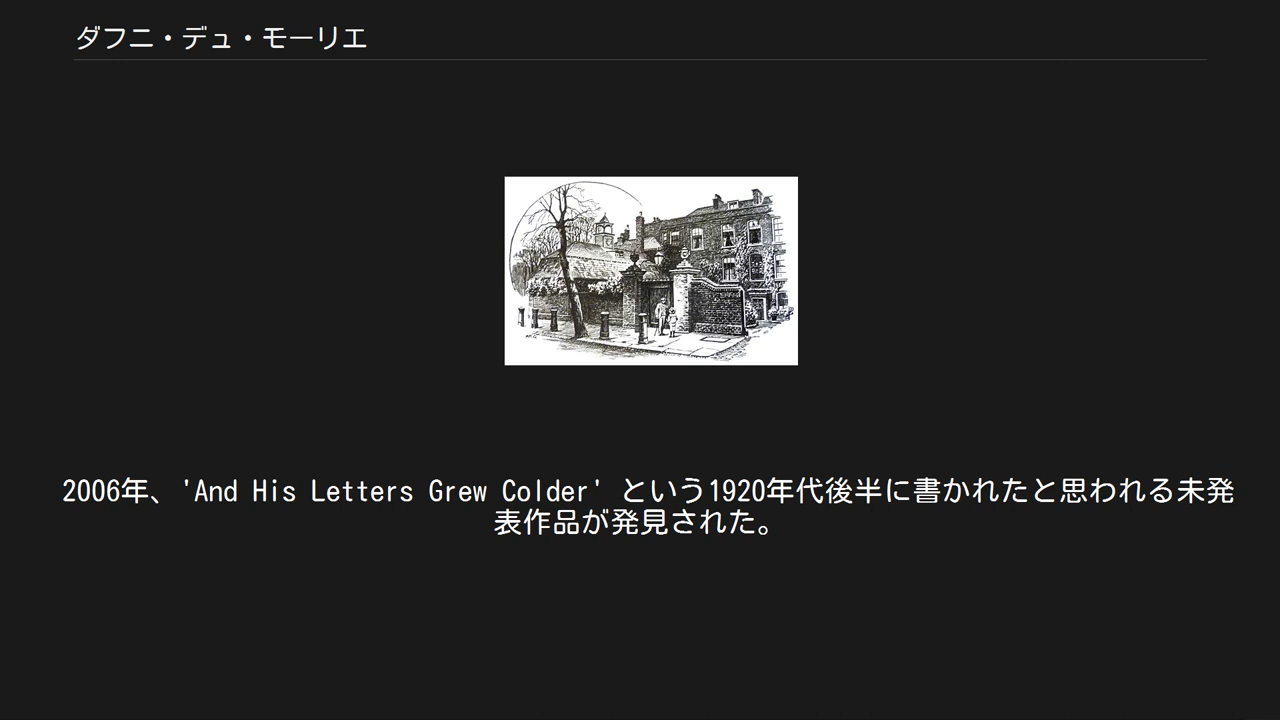 ダフニ・デュ・モーリエ
2006年、'And His Letters Grew Colder' という1920年代後半に書かれたと思われる未発
表作品が発見された。